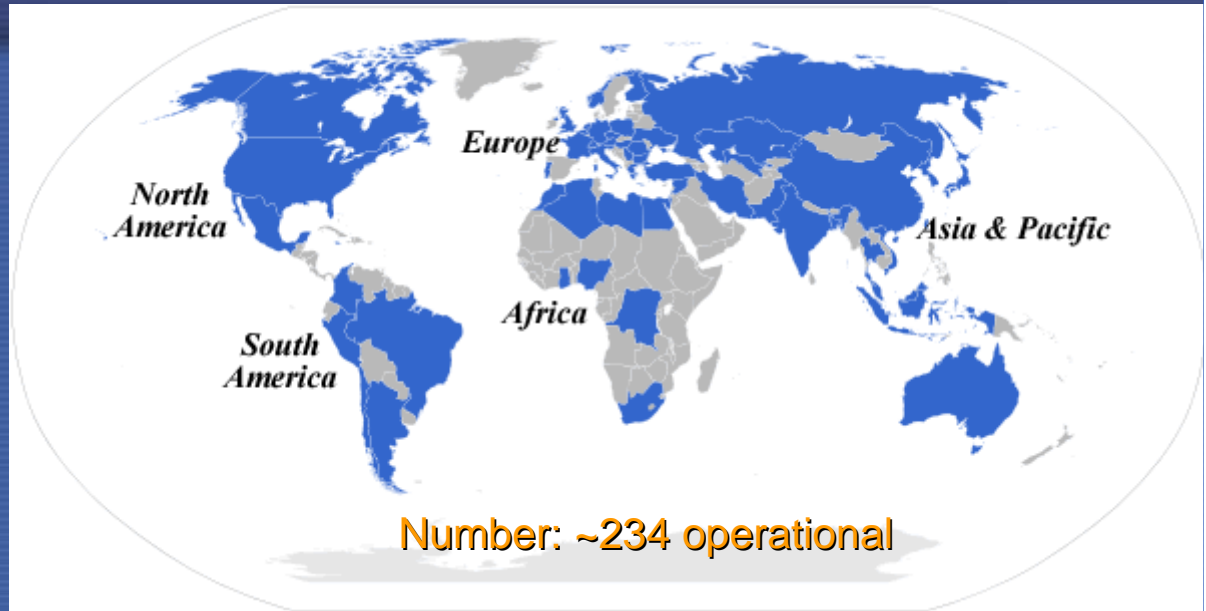 Europe
North
America
Asia & Pacific
Africa
South
America
Number: ~234 operational